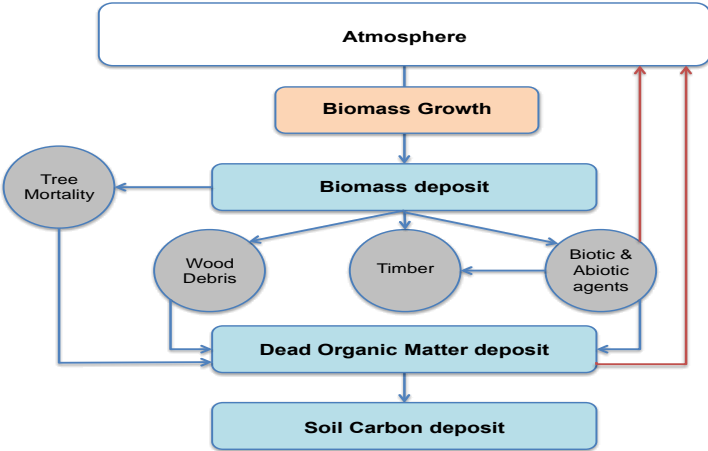 Atmosphere
Biomass Growth
Tree
Mortality
Biomass deposit
Wood
Debris
Timber
Biotic &
Abiotic
agents
Dead Organic Matter deposit
Soil Carbon deposit